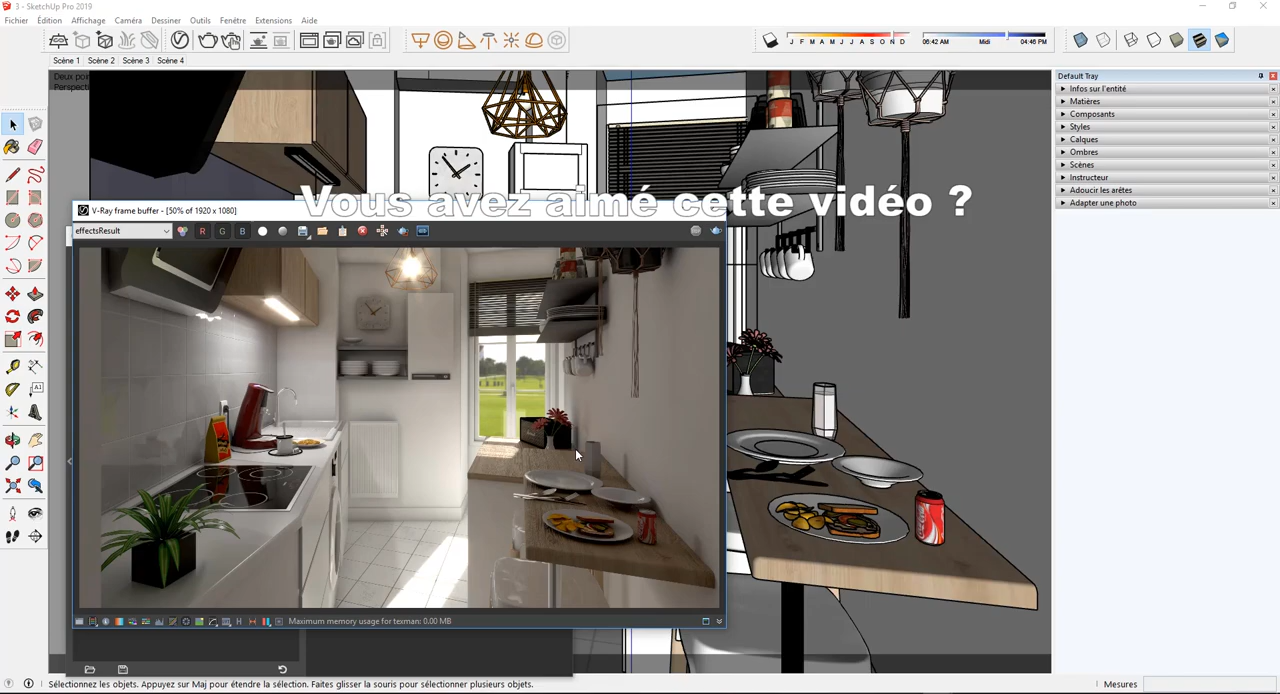 3 - SketchUp Pro 2019
Fichier Édition Affichage Caméra Dessiner Outils Fenêtre Extensions Aide
J F M A M J J A S O N D
06:42 AM Midi 04:46 PM
Scène 1 Scène 2 Scène 3 Scène 4
Deux poi
Perspecti
Default Tray
Infos sur l'entité
Matières
Composants
Styles
Calques
Ombres
Scènes
Instructeur
Adoucir les arêtes
Adapter une photo
Vous avez aimé cette vidéo ?
V-Ray frame buffer - [50% of 1920 x 1080]
effectsResult
R G B
Maximum memory usage for texman: 0.00 MB
Sélectionnez les objets. Appuyez sur Maj pour étendre la sélection. Faites glisser la souris pour sélectionner plusieurs objets.
Mesures